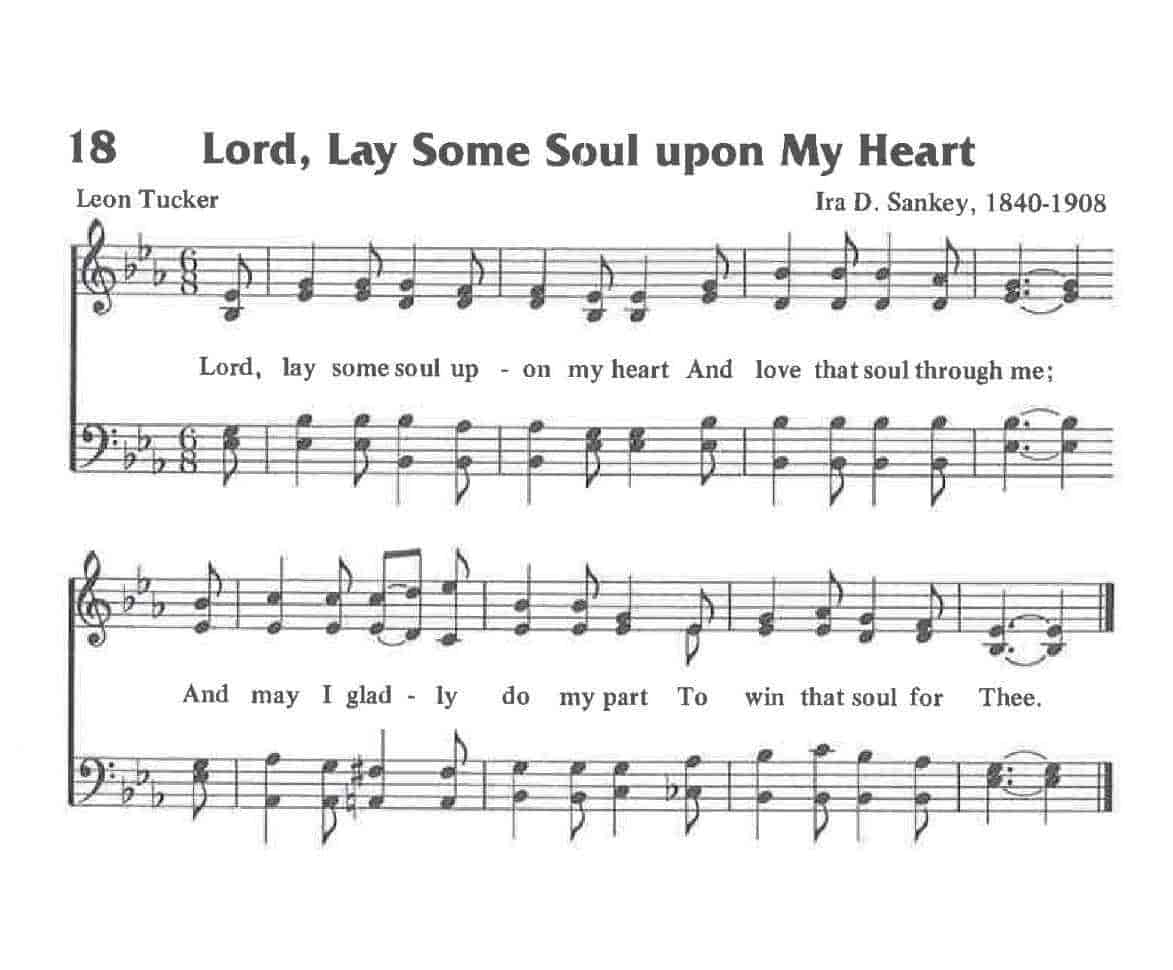 18 Lord, Lay Some Soul upon My Heart
Leon Tucker Ira D. Sankey, 1840-1908
6 8
Lord, lay some soul up - on my heart And love that soul through me;
6 8
And may I glad - ly do my part To win that soul for Thee.